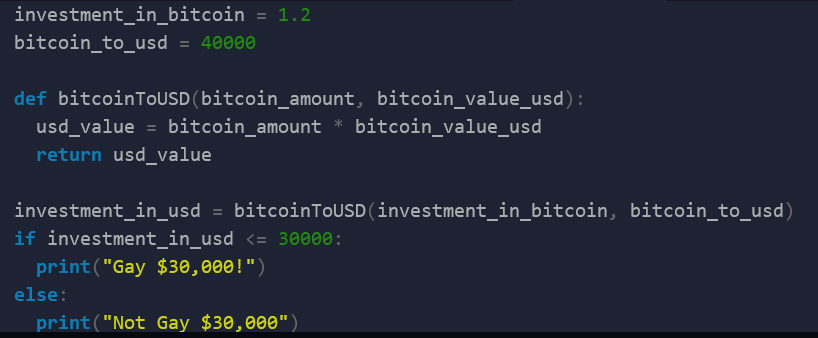 investment_in_bitcoin = 1.2
bitcoin_to_usd = 40000
def bitcoinToUSD(bitcoin_amount, bitcoin_value_usd):
  usd_value = bitcoin_amount * bitcoin_value_usd
  return usd_value
investment_in_usd = bitcoinToUSD(investment_in_bitcoin, bitcoin_to_usd)
if investment_in_usd <= 30000:
  print("Gay $30,000!")
else:
  print("Not Gay $30,000")